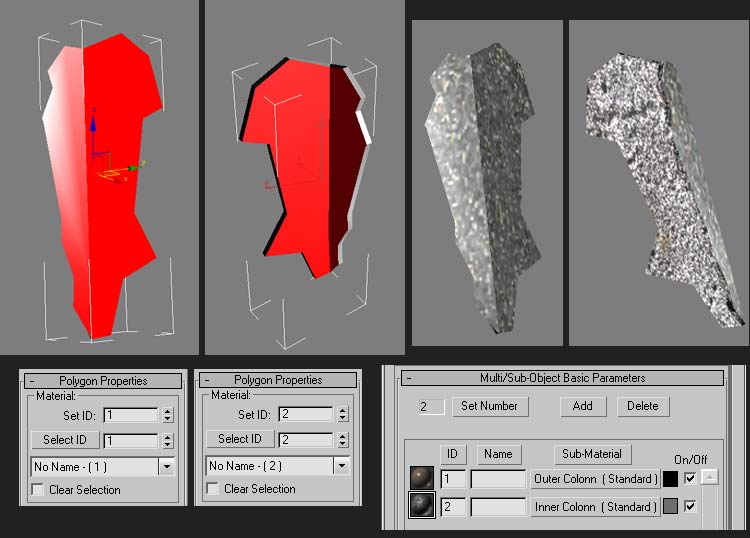 z
y
x
Polygon Properties
Material:
Set ID: 1
Select ID 1
No Name - ( 1 )
Clear Selection
Polygon Properties
Material:
Set ID: 2
Select ID 2
No Name - ( 2 )
Clear Selection
Multi/Sub-Object Basic Parameters
2 Set Number Add Delete
ID Name Sub-Material On/Off
1 Outer Colonn ( Standard )
2 Inner Colonn ( Standard )